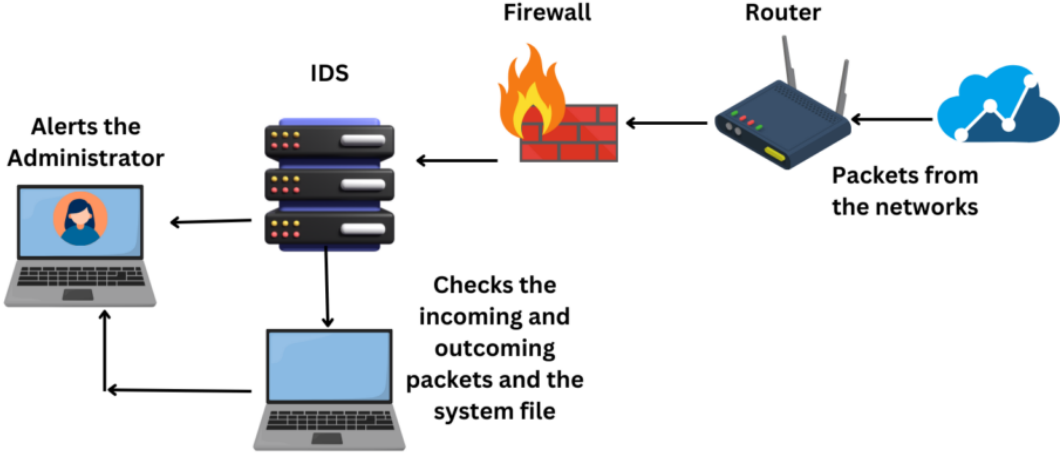 Firewall
Router
IDS
Alerts the
Administrator
Packets from
the networks
Checks the
incoming and
outcoming
packets and the
system file